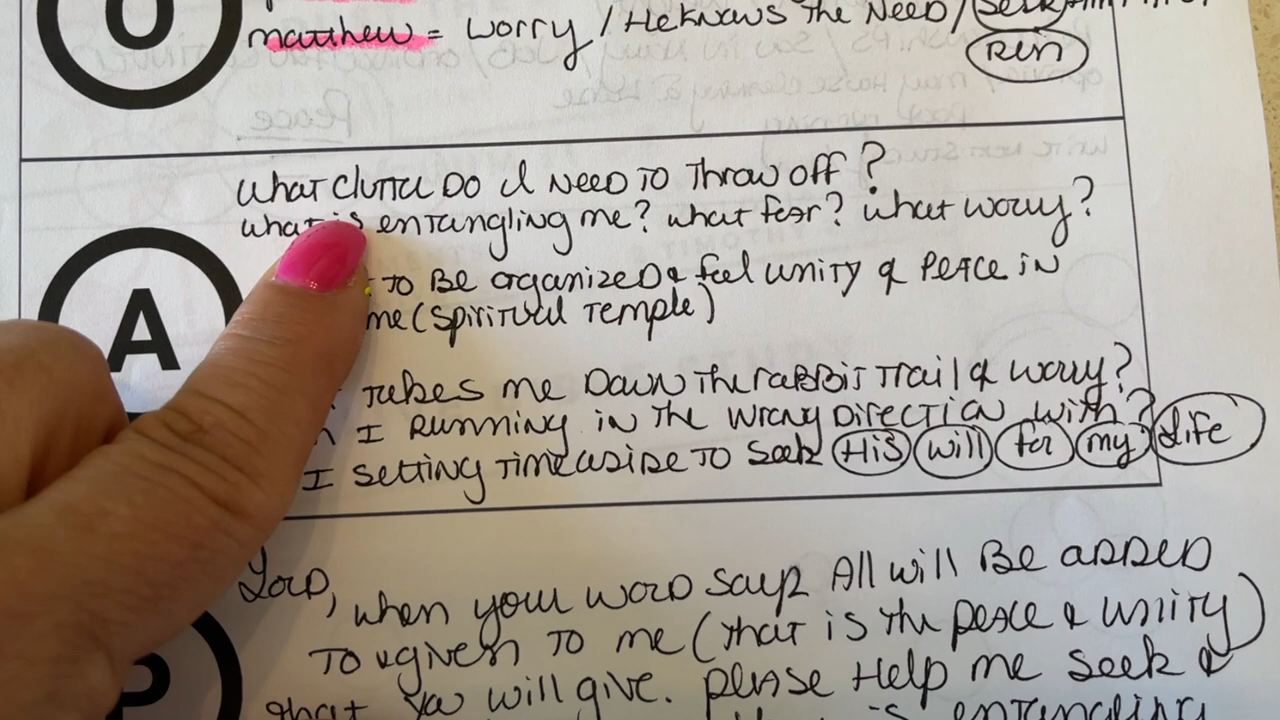 O
matthew = worry / He knows the Need / Seek Him First
Run
What clutter Do I Need To Throw off?
what is entangling me? what fear? what worry?
A
To Be organized & feel unity & Peace in
me (spiritual Temple)
Takes me Down The rabbit Trail of worry?
I Running in The Wrong Direction with?
I setting Time aside To Seek His will for my life
Lord, when your word says All will Be added
To & given To me (that is the peace & unity)
P
that You will give. please Help me seek &
is entangling